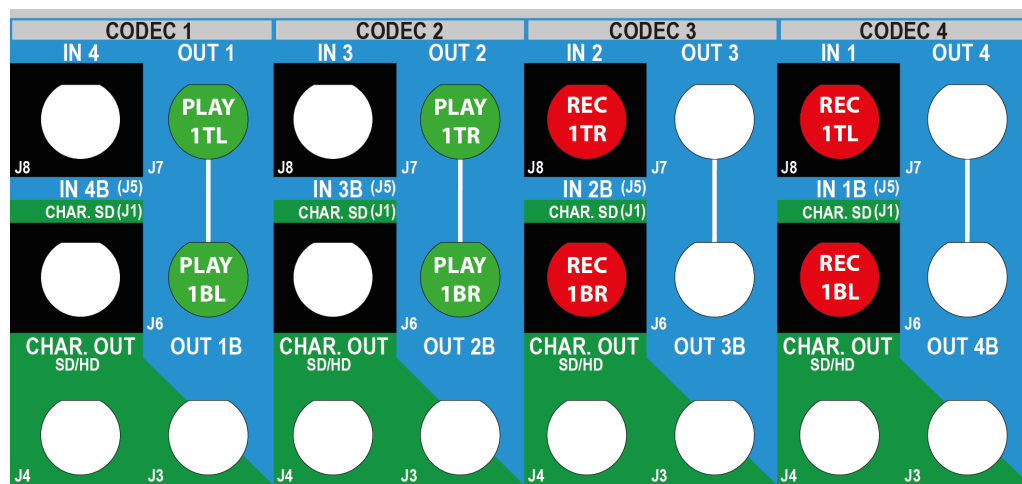 CODEC 1 CODEC 2 CODEC 3 CODEC 4
IN 4 OUT 1 IN 3 OUT 2 IN 2 OUT 3 IN 1 OUT 4
PLAY PLAY REC REC
1TL 1TR 1TR 1TL
J8 J7 J8 J7 J8 J7 J8 J7
IN 4B (J5) IN 3B (J5) IN 2B (J5) IN 1B (J5)
CHAR. SD (J1) CHAR. SD (J1) CHAR. SD (J1) CHAR. SD (J1)
PLAY PLAY REC REC
1BL 1BR 1BR 1BL
J6 J6 J6 J6
CHAR. OUT OUT 1B CHAR. OUT OUT 2B CHAR. OUT OUT 3B CHAR. OUT OUT 4B
SD/HD SD/HD SD/HD SD/HD
J4 J3 J4 J3 J4 J3 J4 J3